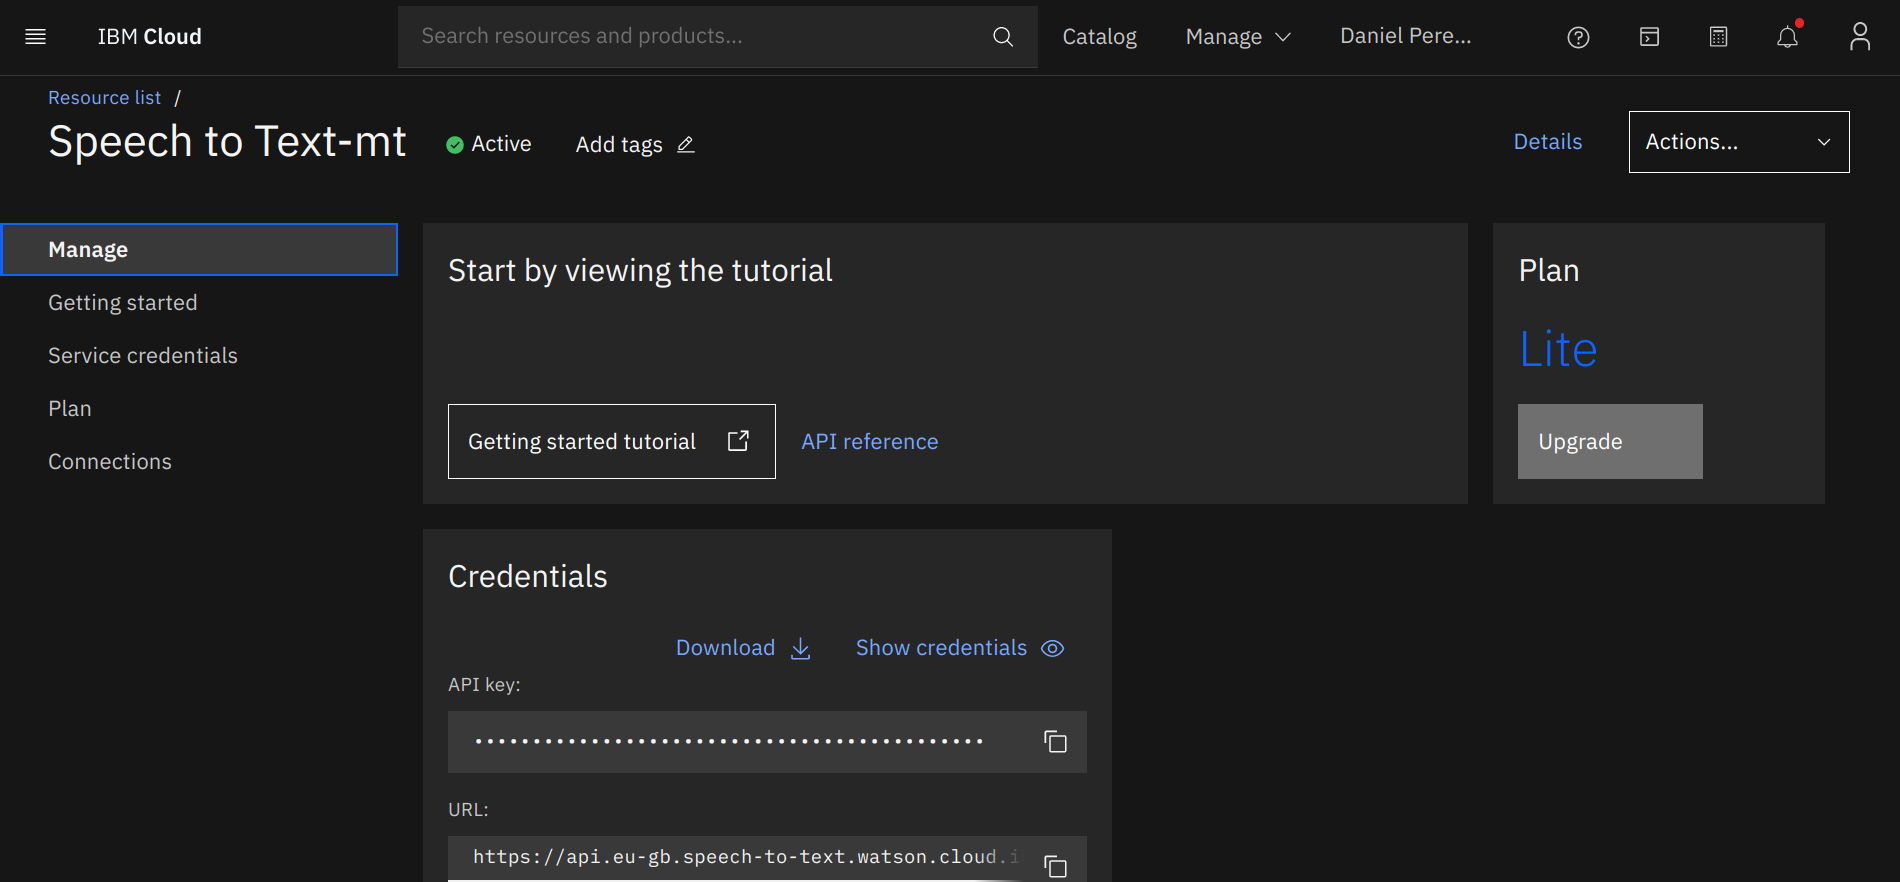 IBM Cloud
Search resources and products...
Catalog
Manage
Daniel Pere...
Resource list /
Speech to Text-mt
Active
Add tags
Details
Actions...
Manage
Getting started
Service credentials
Plan
Connections
Start by viewing the tutorial
Getting started tutorial
API reference
Plan
Lite
Upgrade
Credentials
Download
Show credentials
API key:
••••••••••••••••••••••••••••••••••••••••••••
URL:
https://api.eu-gb.speech-to-text.watson.cloud.i